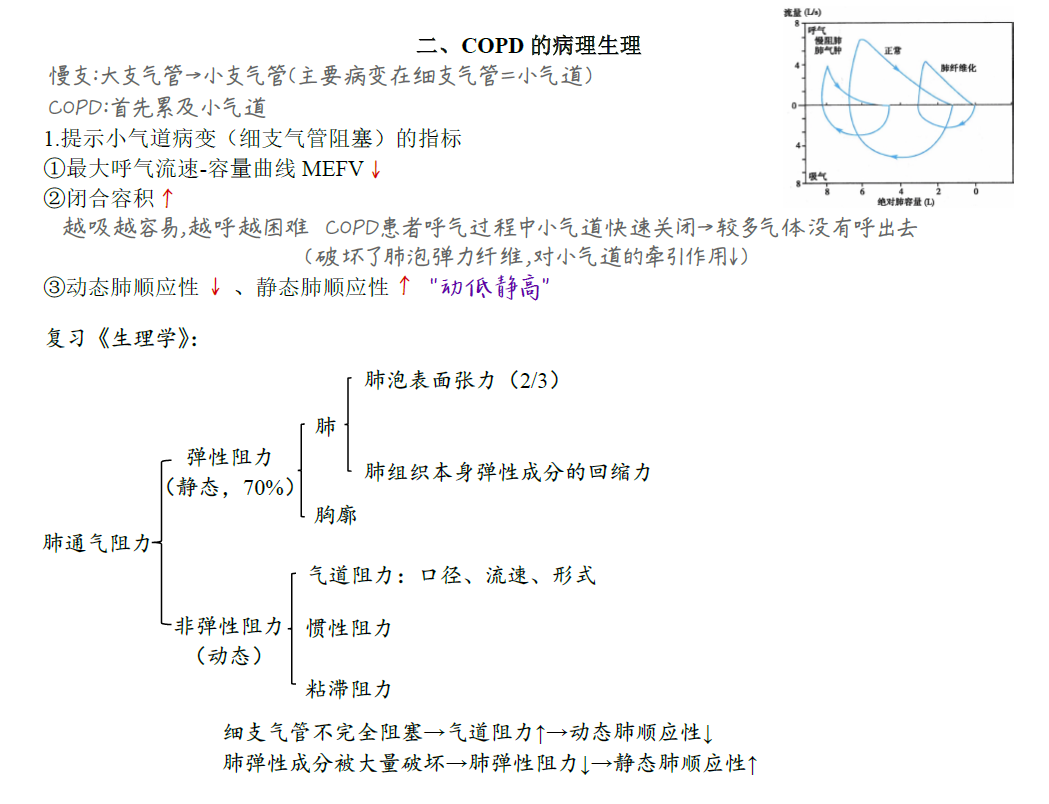 二、COPD 的病理生理
慢支:大支气管→小支气管(主要病变在细支气管=小气道)
COPD:首先累及小气道
1.提示小气道病变（细支气管阻塞）的指标
①最大呼气流速-容量曲线 MEFV↓
②闭合容积↑
越吸越容易,越呼越困难 COPD患者呼气过程中小气道快速关闭→较多气体没有呼出去
(破坏了肺泡弹力纤维,对小气道的牵引作用↓)
③动态肺顺应性 ↓ 、静态肺顺应性 ↑ "动低静高"
流量 (L/s)
8
呼气
慢阻肺
肺气肿
正常
肺纤维化
4
0
4
吸气
8
8 6 4 2 0
绝对肺容量 (L)
复习《生理学》：
肺泡表面张力（2/3）
肺
肺组织本身弹性成分的回缩力
弹性阻力
（静态，70%）
胸廓
肺通气阻力
气道阻力：口径、流速、形式
非弹性阻力
（动态）
惯性阻力
粘滞阻力
细支气管不完全阻塞→气道阻力↑→动态肺顺应性↓
肺弹性成分被大量破坏→肺弹性阻力↓→静态肺顺应性↑